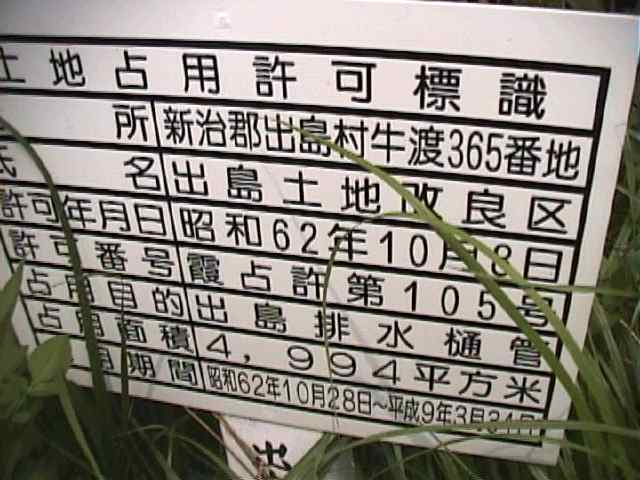 土地占用許可標識
住所 新治郡出島村牛渡365番地
氏名 出島土地改良区
許可年月日 昭和62年10月8日
許可番号 霞占許第105号
占用目的 出島排水樋管
占用面積 4,994平方米
用期間 昭和62年10月28日~平成9年3月31日
出